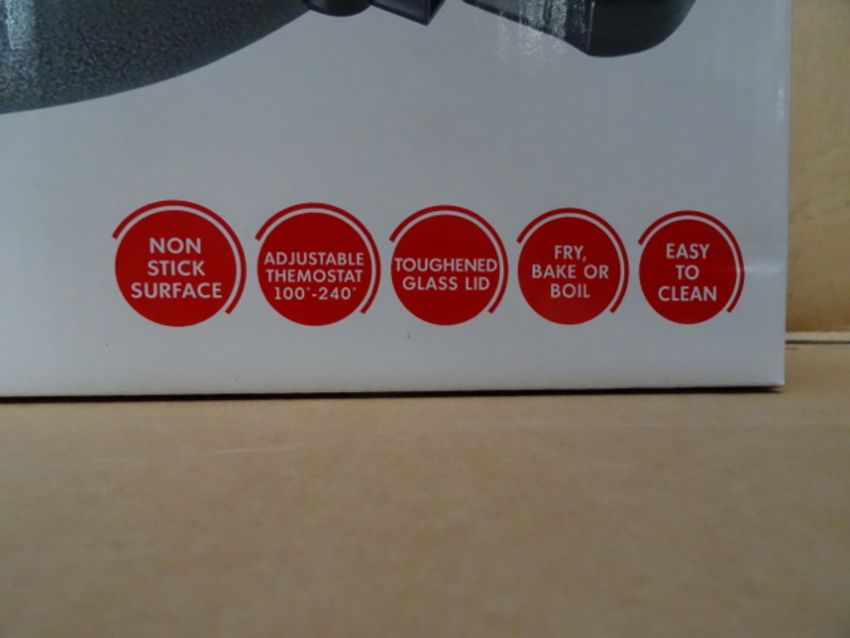 NON
STICK
SURFACE
ADJUSTABLE
THEMOSTAT
100°-240°
TOUGHENED
GLASS LID
FRY,
BAKE OR
BOIL
EASY
TO
CLEAN